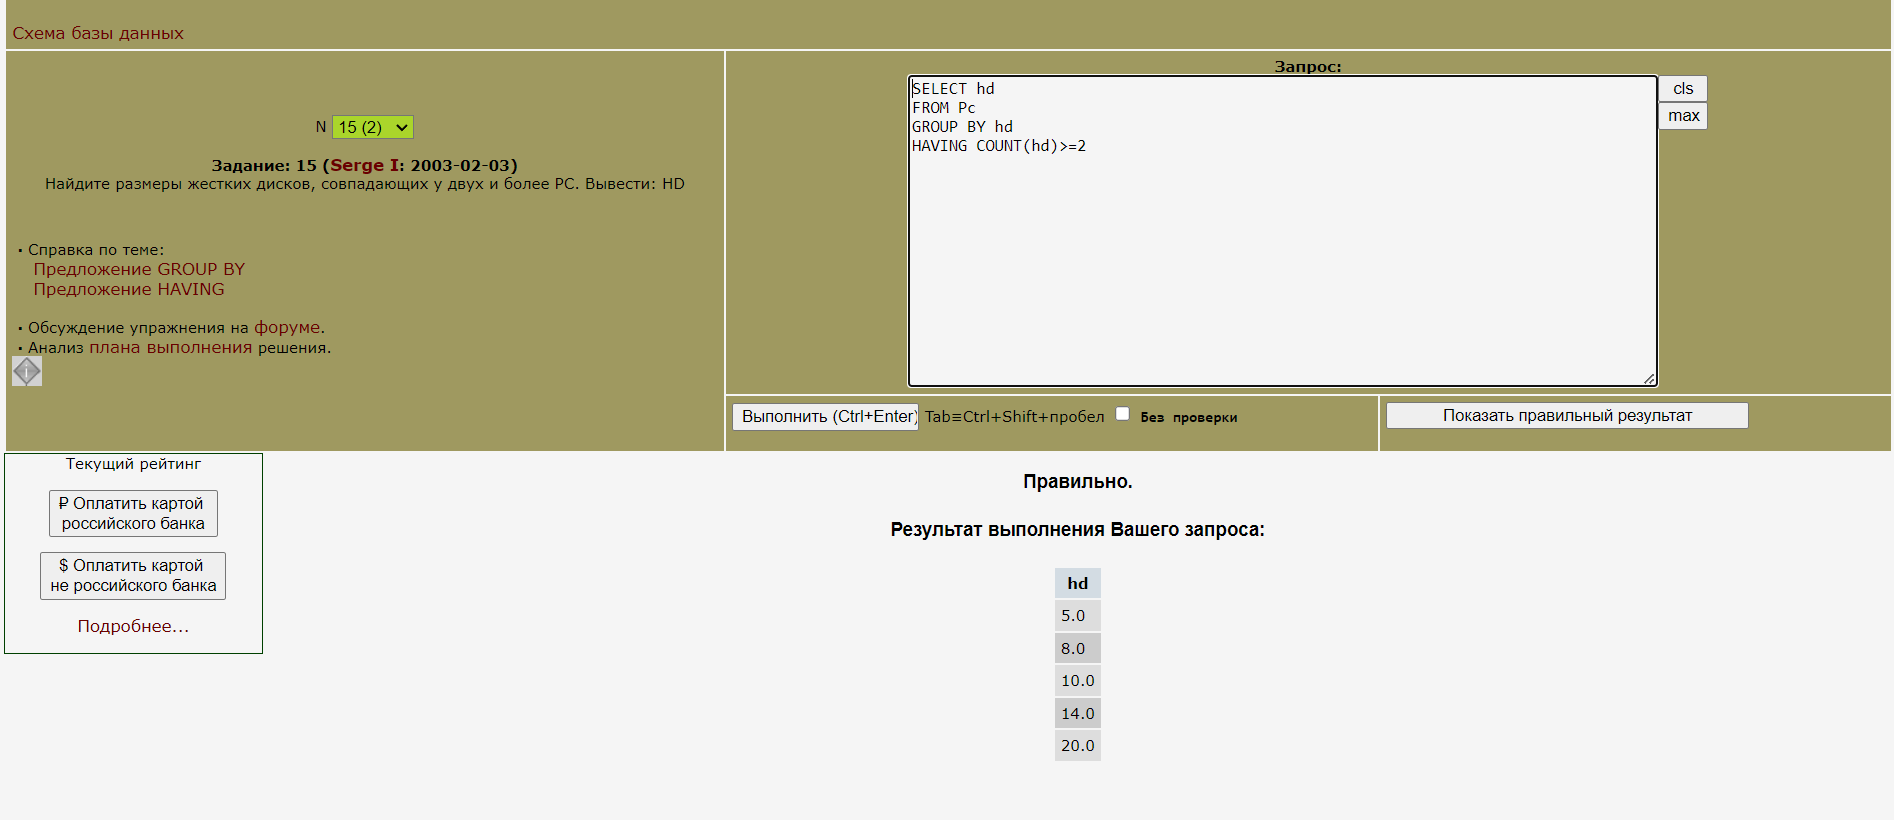 Схема базы данных
N 15 (2)
Задание: 15 (Serge I: 2003-02-03)
Найдите размеры жестких дисков, совпадающих у двух и более PC. Вывести: HD
· Справка по теме:
Предложение GROUP BY
Предложение HAVING
· Обсуждение упражнения на форуме.
· Анализ плана выполнения решения.
Запрос:
SELECT hd
FROM Pc
GROUP BY hd
HAVING COUNT(hd)>=2
cls
max
Выполнить (Ctrl+Enter) Tab≡Ctrl+Shift+пробел Без проверки
Показать правильный результат
Текущий рейтинг
₽ Оплатить картой
российского банка
$ Оплатить картой
не российского банка
Подробнее...
Правильно.
Результат выполнения Вашего запроса:
hd
5.0
8.0
10.0
14.0
20.0